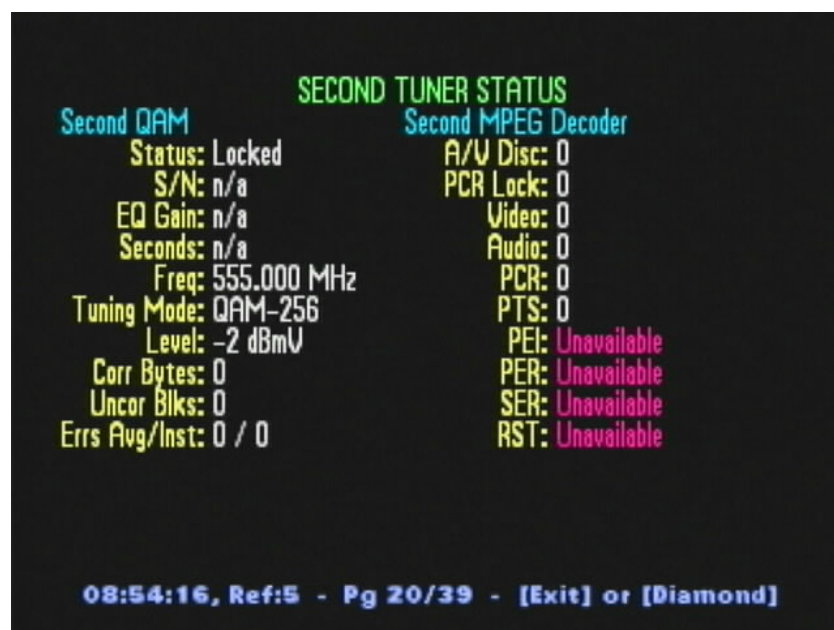 SECOND TUNER STATUS
Second QAM
Status: Locked
S/N: n/a
EQ Gain: n/a
Seconds: n/a
Freq: 555.000 MHz
Tuning Mode: QAM-256
Level: -2 dBmV
Corr Bytes: 0
Uncor Blks: 0
Errs Avg/Inst: 0 / 0
Second MPEG Decoder
A/V Disc: 0
PCR Lock: 0
Video: 0
Audio: 0
PCR: 0
PTS: 0
PEI: Unavailable
PER: Unavailable
SER: Unavailable
RST: Unavailable
08:54:16, Ref:5 - Pg 20/39 - [Exit] or [Diamond]